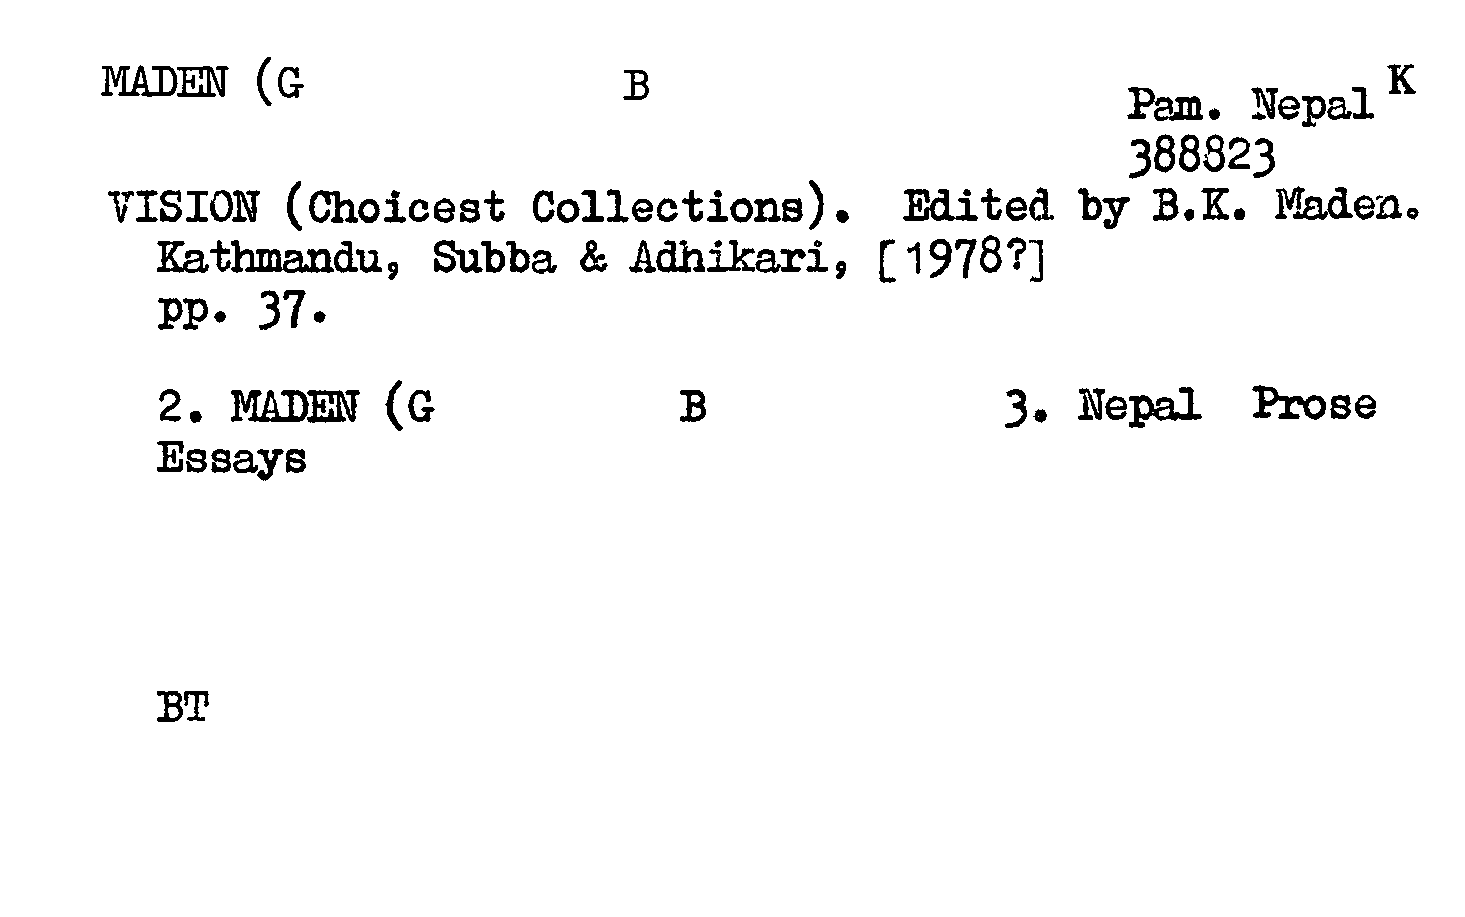 MADEN (G B K
Pam. Nepal
388823
VISION (Choicest Collections). Edited by B.K. Maden.
Kathmandu, Subba & Adhikari, [1978?]
pp. 37.
2. MADEN (G B 3. Nepal Prose
Essays
BT